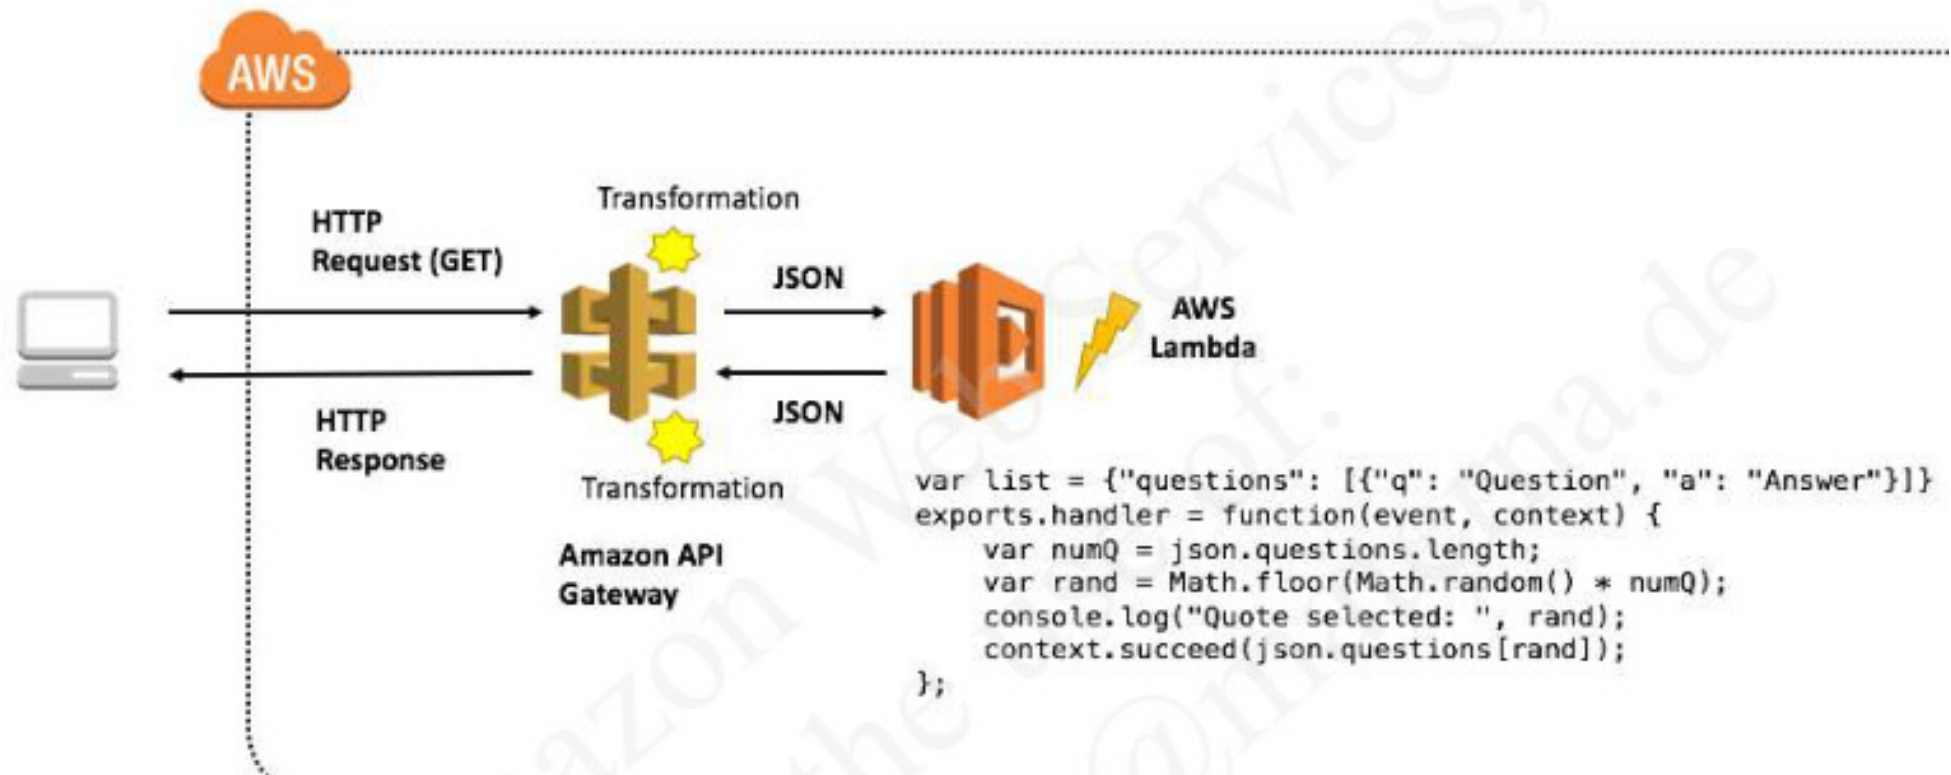 AWS
Transformation
HTTP
Request (GET)
JSON
AWS
Lambda
HTTP
Response
JSON
Transformation
Amazon API
Gateway
var list = {"questions": [{"q": "Question", "a": "Answer"}]}
exports.handler = function(event, context) {
    var numQ = json.questions.length;
    var rand = Math.floor(Math.random() * numQ);
    console.log("Quote selected: ", rand);
    context.succeed(json.questions[rand]);
};